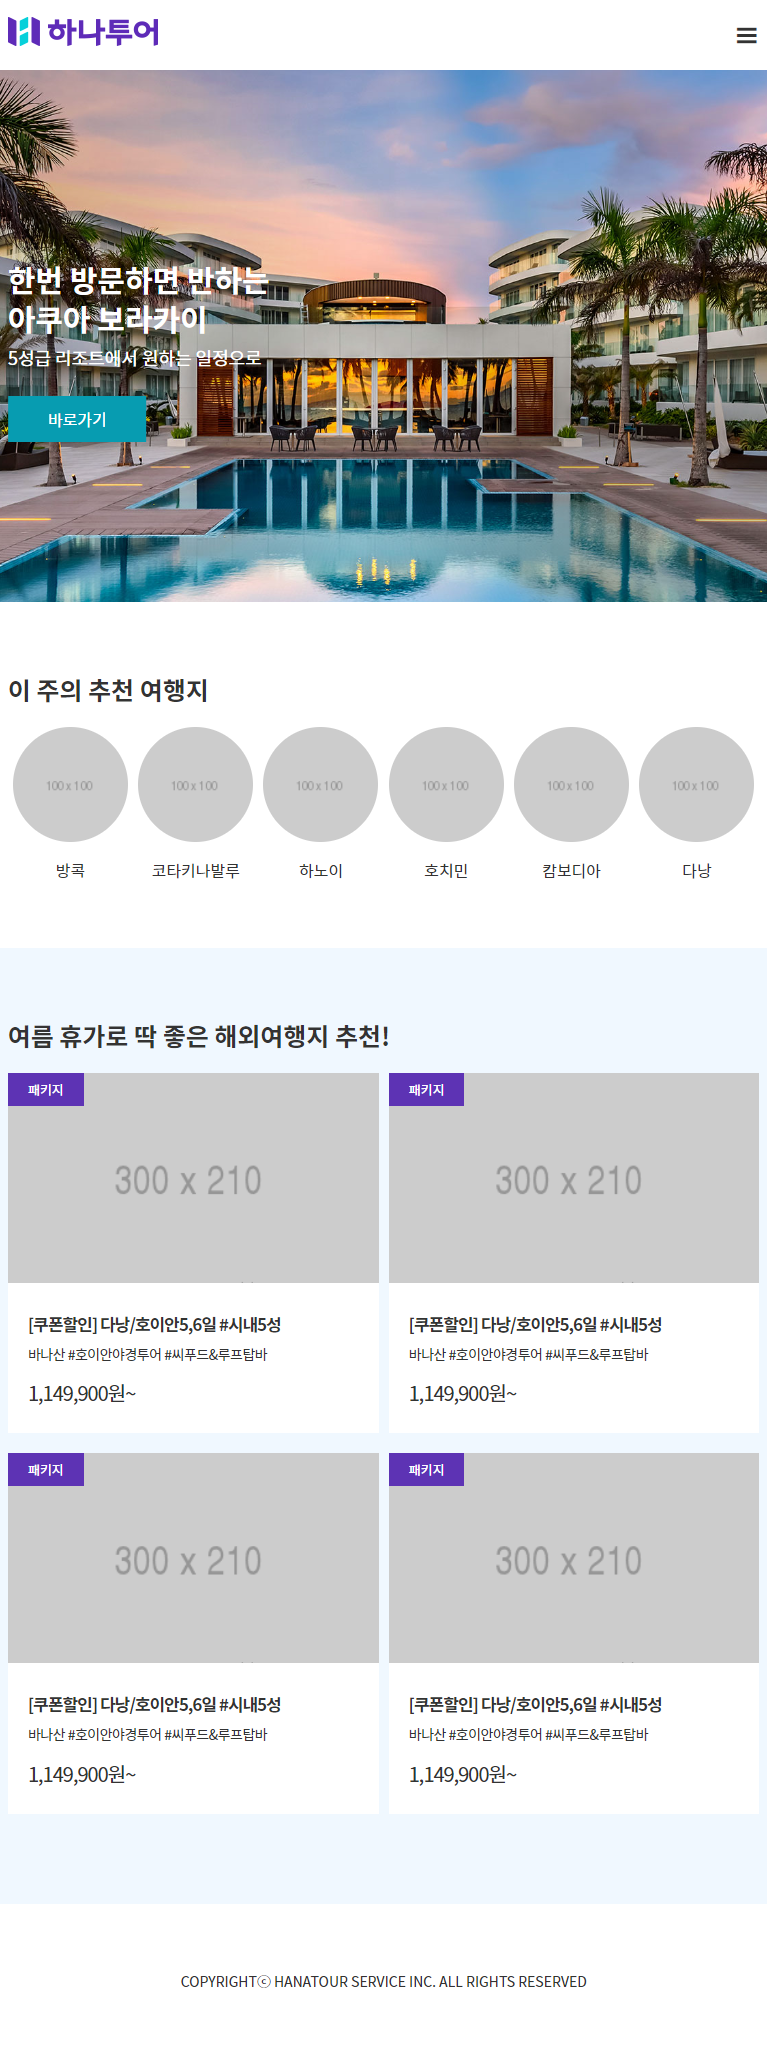 하나투어
한번 방문하면 반하는
아쿠아 보라카이
5성급 리조트에서 원하는 일정으로
바로가기
이 주의 추천 여행지
100 x 100
100 x 100
100 x 100
100 x 100
100 x 100
100 x 100
방콕
코타키나발루
하노이
호치민
캄보디아
다낭
여름 휴가로 딱 좋은 해외여행지 추천!
패키지
300 x 210
[쿠폰할인] 다낭/호이안5,6일 #시내5성
바나산 #호이안야경투어 #씨푸드&루프탑바
1,149,900원~
패키지
300 x 210
[쿠폰할인] 다낭/호이안5,6일 #시내5성
바나산 #호이안야경투어 #씨푸드&루프탑바
1,149,900원~
패키지
300 x 210
[쿠폰할인] 다낭/호이안5,6일 #시내5성
바나산 #호이안야경투어 #씨푸드&루프탑바
1,149,900원~
패키지
300 x 210
[쿠폰할인] 다낭/호이안5,6일 #시내5성
바나산 #호이안야경투어 #씨푸드&루프탑바
1,149,900원~
COPYRIGHTⓒ HANATOUR SERVICE INC. ALL RIGHTS RESERVED